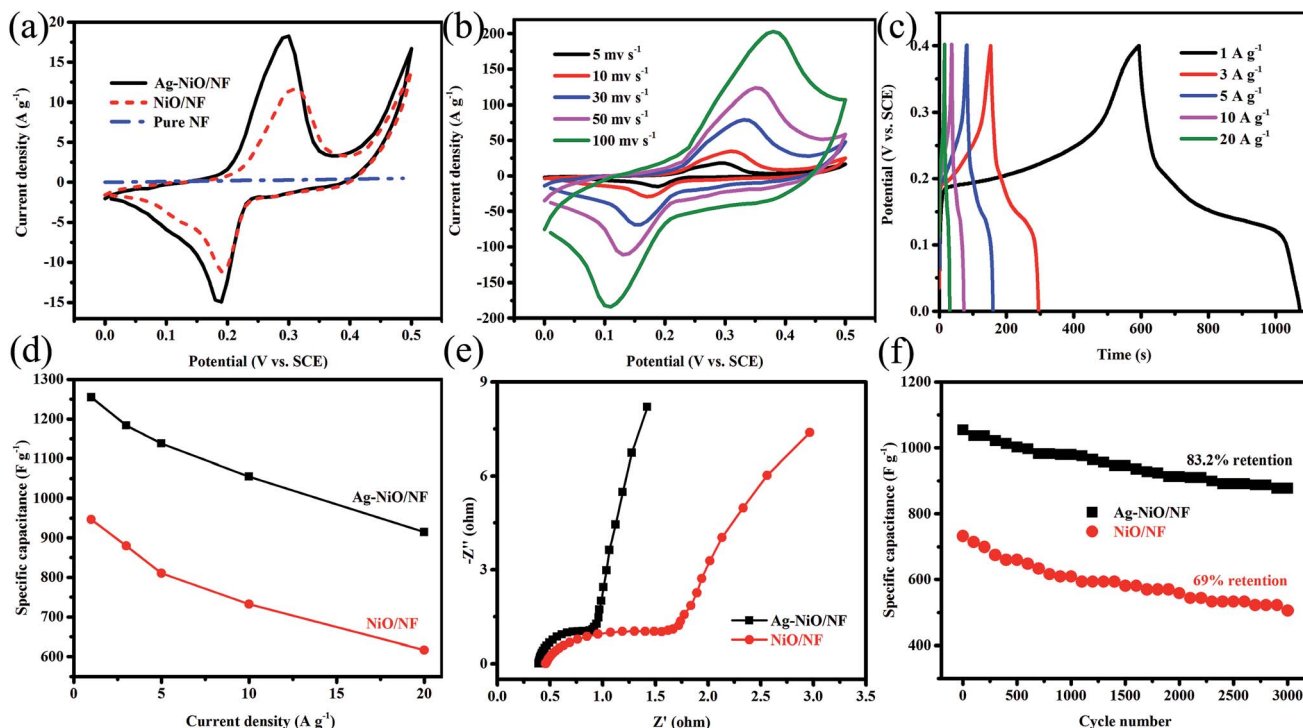 (a)
20
15
10
5
0
-5
-10
-15
Current density (A g⁻¹)
Ag-NiO/NF
NiO/NF
Pure NF
0.0 0.1 0.2 0.3 0.4 0.5
Potential (V vs. SCE)
(b)
200
150
100
50
0
-50
-100
-150
-200
Current density (A g⁻¹)
5 mv s⁻¹
10 mv s⁻¹
30 mv s⁻¹
50 mv s⁻¹
100 mv s⁻¹
0.0 0.1 0.2 0.3 0.4 0.5
Potential (V vs. SCE)
(c)
0.4
0.3
0.2
0.1
0.0
Potential (V vs. SCE)
1 A g⁻¹
3 A g⁻¹
5 A g⁻¹
10 A g⁻¹
20 A g⁻¹
0 200 400 600 800 1000
Time (s)
(d)
1300
1200
1100
1000
900
800
700
600
Specific capacitance (F g⁻¹)
Ag-NiO/NF
NiO/NF
0 5 10 15 20
Current density (A g⁻¹)
(e)
9
6
3
0
-Z'' (ohm)
Ag-NiO/NF
NiO/NF
0.0 0.5 1.0 1.5 2.0 2.5 3.0
Z' (ohm)
(f)
1200
1000
800
600
400
Specific capacitance (F g⁻¹)
83.2% retention
Ag-NiO/NF
NiO/NF
69% retention
0 500 1000 1500 2000 2500 3000
Cycle number